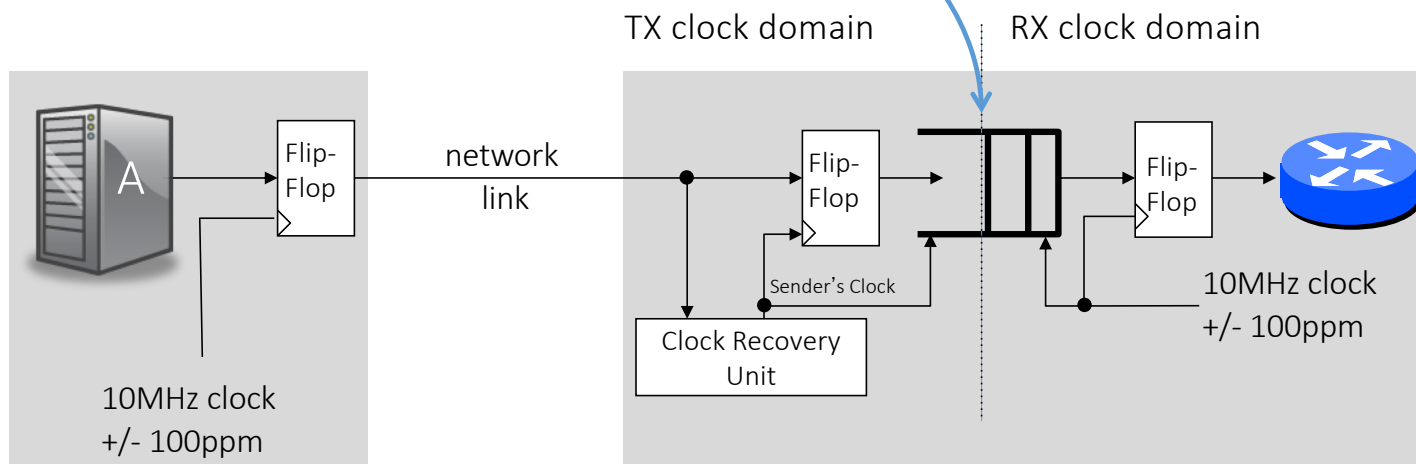 TX clock domain
RX clock domain
A
Flip-
Flop
network
link
Flip-
Flop
Flip-
Flop
Sender's Clock
Clock Recovery
Unit
10MHz clock
+/- 100ppm
10MHz clock
+/- 100ppm